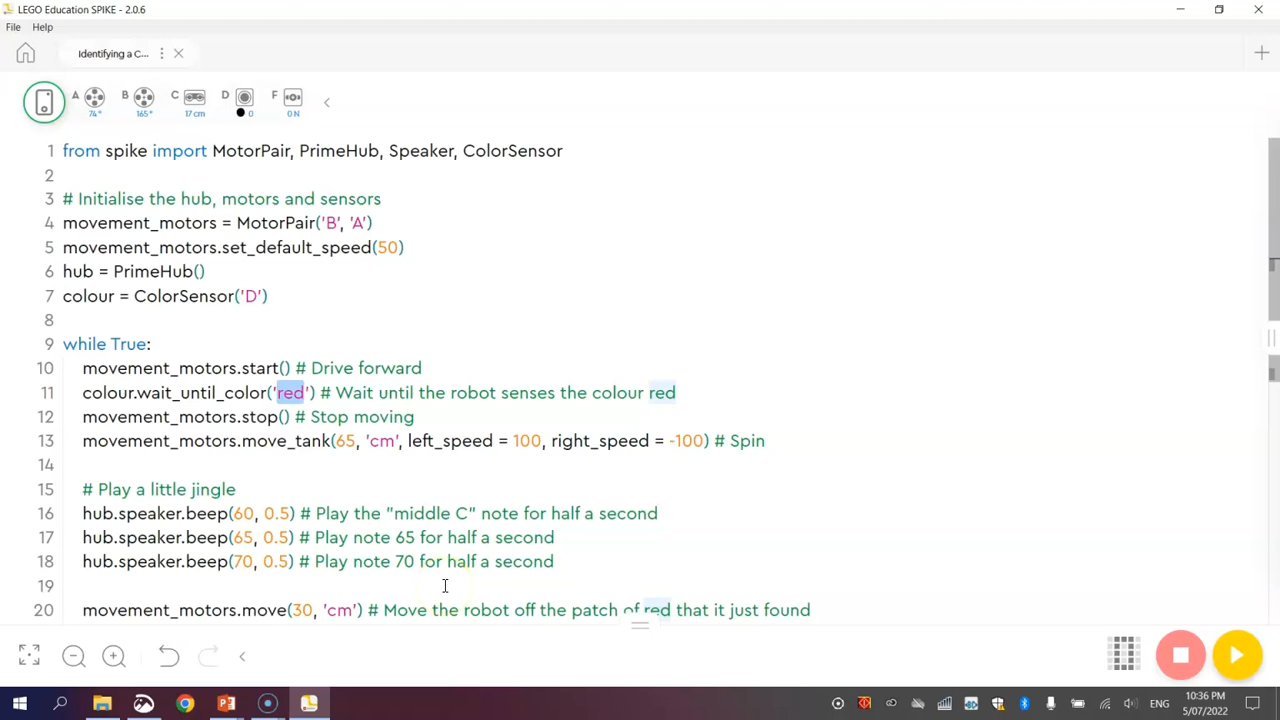 LEGO Education SPIKE - 2.0.6
File Help
Identifying a C...
A B C D F
74° 165° 17 cm 0 0 N
1 from spike import MotorPair, PrimeHub, Speaker, ColorSensor
2
3 # Initialise the hub, motors and sensors
4 movement_motors = MotorPair('B', 'A')
5 movement_motors.set_default_speed(50)
6 hub = PrimeHub()
7 colour = ColorSensor('D')
8
9 while True:
10 movement_motors.start() # Drive forward
11 colour.wait_until_color('red') # Wait until the robot senses the colour red
12 movement_motors.stop() # Stop moving
13 movement_motors.move_tank(65, 'cm', left_speed = 100, right_speed = -100) # Spin
14
15 # Play a little jingle
16 hub.speaker.beep(60, 0.5) # Play the "middle C" note for half a second
17 hub.speaker.beep(65, 0.5) # Play note 65 for half a second
18 hub.speaker.beep(70, 0.5) # Play note 70 for half a second
19
20 movement_motors.move(30, 'cm') # Move the robot off the patch of red that it just found
ENG
10:36 PM
5/07/2022